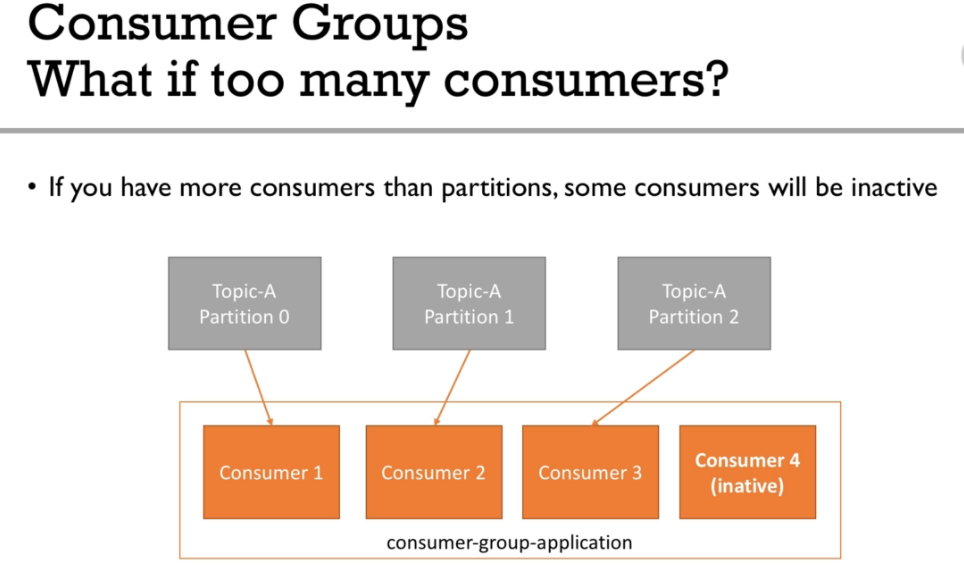 Consumer Groups
What if too many consumers?
• If you have more consumers than partitions, some consumers will be inactive
Topic-A
Partition 0
Topic-A
Partition 1
Topic-A
Partition 2
Consumer 1
Consumer 2
Consumer 3
Consumer 4
(inative)
consumer-group-application